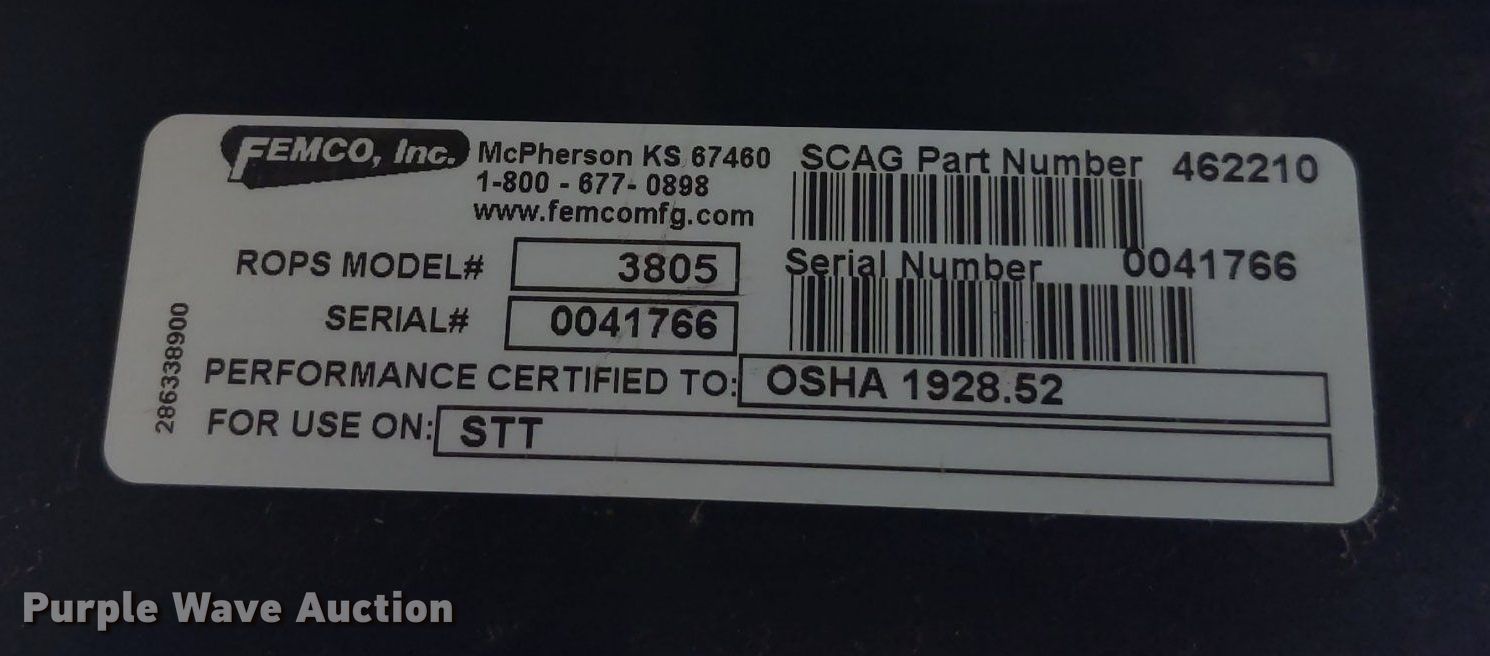 FEMCO, Inc. McPherson KS 67460
1-800 - 677- 0898
www.femcomfg.com
SCAG Part Number 462210
Serial Number 0041766
ROPS MODEL# 3805
SERIAL# 0041766
PERFORMANCE CERTIFIED TO: OSHA 1928.52
FOR USE ON: STT
286338900
Purple Wave Auction